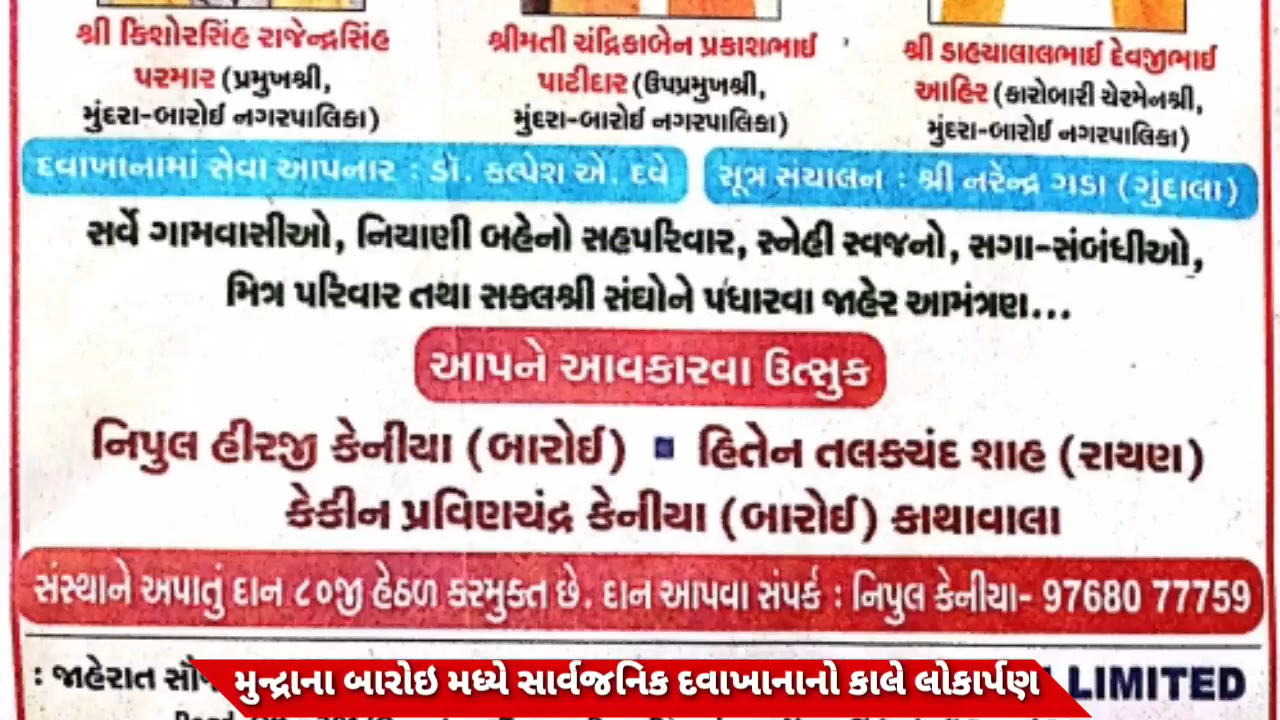 શ્રી કિશોરસિંહ રાજેન્દ્રસિંહ
પરમાર (પ્રમુખશ્રી,
મુંદરા-બારોઈ નગરપાલિકા)
શ્રીમતી ચંદ્રિકાબેન પ્રકાશભાઈ
પાટીદાર (ઉપપ્રમુખશ્રી,
મુંદરા-બારોઈ નગરપાલિકા)
શ્રી ડાહ્યાલાલભાઈ દેવજીભાઈ
આહિર (કારોબારી ચેરમેનશ્રી,
મુંદરા-બારોઈ નગરપાલિકા)
દવાખાનામાં સેવા આપનાર : ડૉ. કલ્પેશ એ. દવે
સૂત્ર સંચાલન : શ્રી નરેન્દ્ર ગડા (ગુંદાલા)
સર્વે ગામવાસીઓ, નિયાણી બહેનો સહપરિવાર, સ્નેહી સ્વજનો, સગા-સંબંધીઓ,
મિત્ર પરિવાર તથા સકલશ્રી સંઘોને પધારવા જાહેર આમંત્રણ...
આપને આવકારવા ઉત્સુક
નિપુલ હીરજી કેનીયા (બારોઈ) ▪ હિતેન તલકચંદ શાહ (રાયણ)
કેકીન પ્રવિણચંદ્ર કેનીયા (બારોઈ) કાથાવાલા
સંસ્થાને અપાતું દાન ૮૦જી હેઠળ કરમુકત છે. દાન આપવા સંપર્ક : નિપુલ કેનીયા- 97680 77759
: જાહેરાત LIMITED
મુન્દ્રાના બારોઇ મધ્યે સાર્વજનિક દવાખાનાનો કાલે લોકાર્પણ